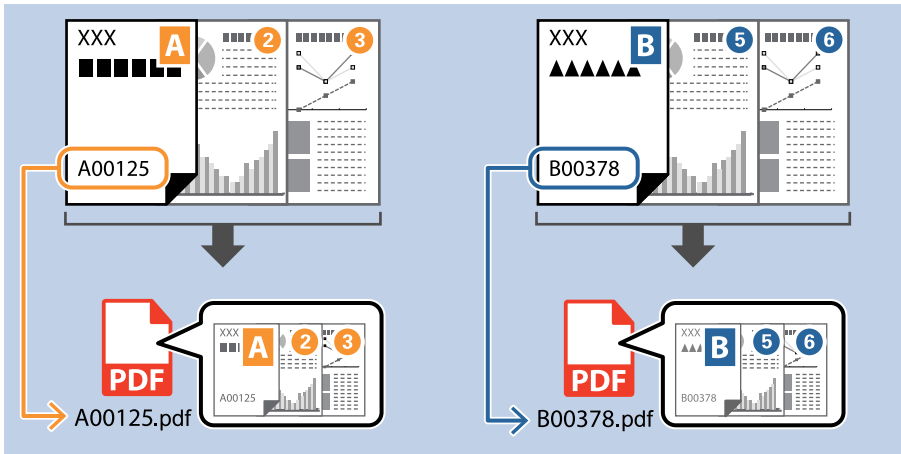 XXX
A
2
3
A00125
XXX
B
5
6
B00378
PDF
XXX
A
2
3
A00125
A00125.pdf
PDF
XXX
B
5
6
B00378
B00378.pdf